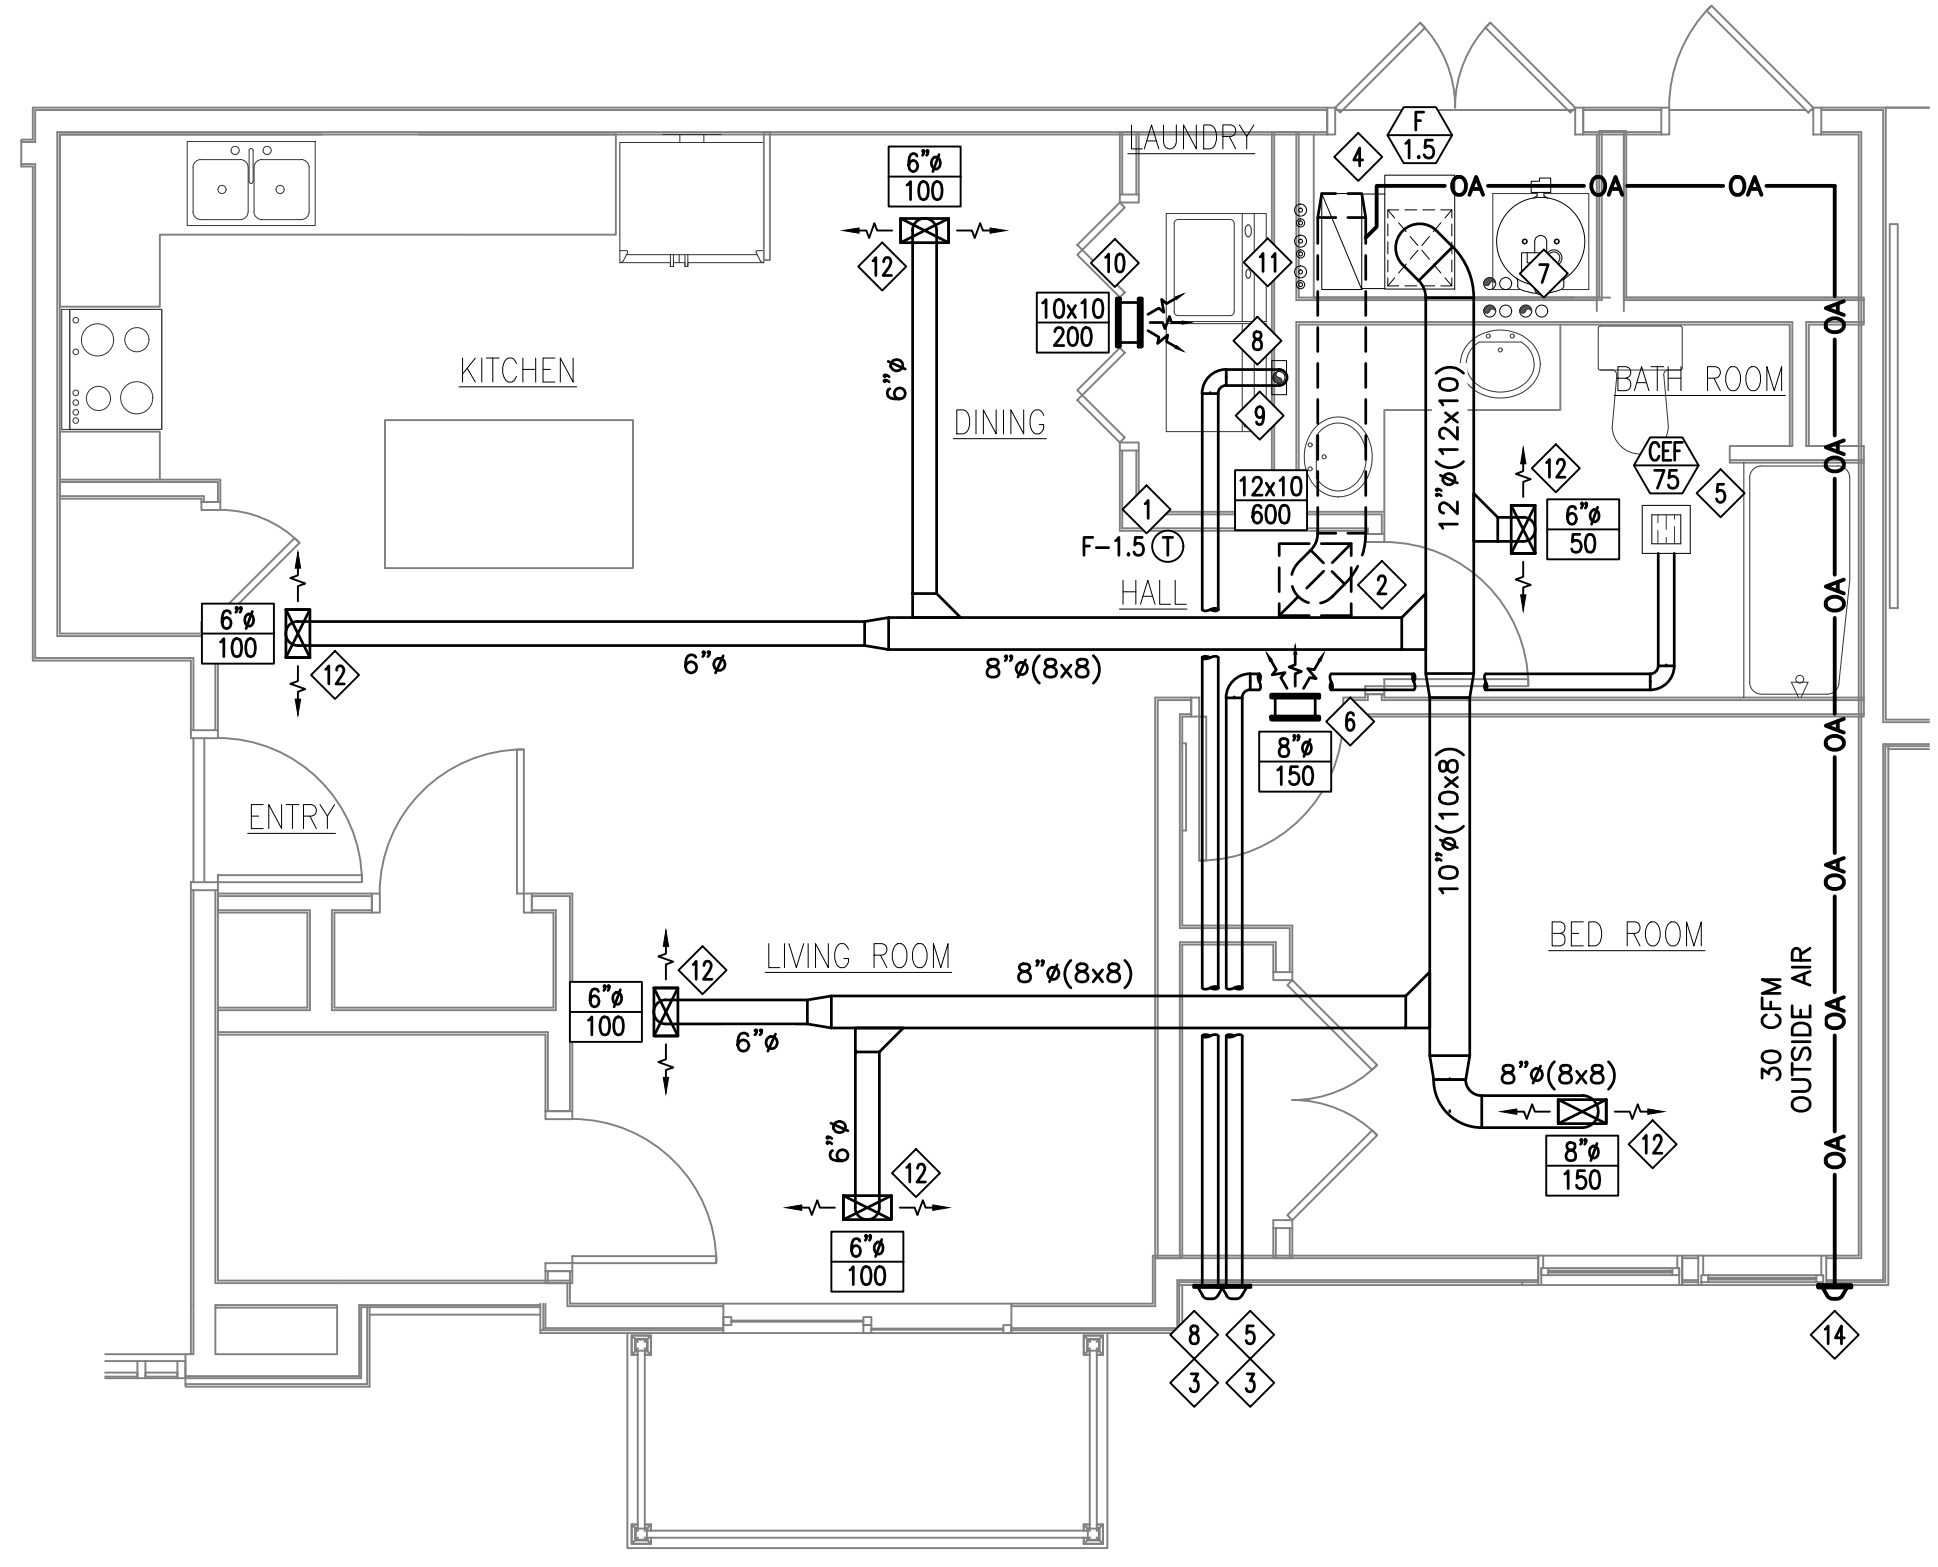 LAUNDRY
F
1.5
4
6"ø
100
OA
OA
OA
12
10
11
7
10x10
200
8
OA
KITCHEN
6"ø
DINING
9
12"ø(12x10)
BATH ROOM
CEF
75
12
5
OA
1
12x10
600
6"ø
50
F-1.5 T
HALL
2
OA
6"ø
100
12
6"ø
8"ø(8x8)
6
8"ø
150
OA
ENTRY
10"ø(10x8)
OA
LIVING ROOM
BED ROOM
12
8"ø(8x8)
6"ø
100
6"ø
30 CFM
OUTSIDE AIR
OA
8"ø(8x8)
6"ø
12
12
8"ø
150
OA
6"ø
100
8
5
14
3
3